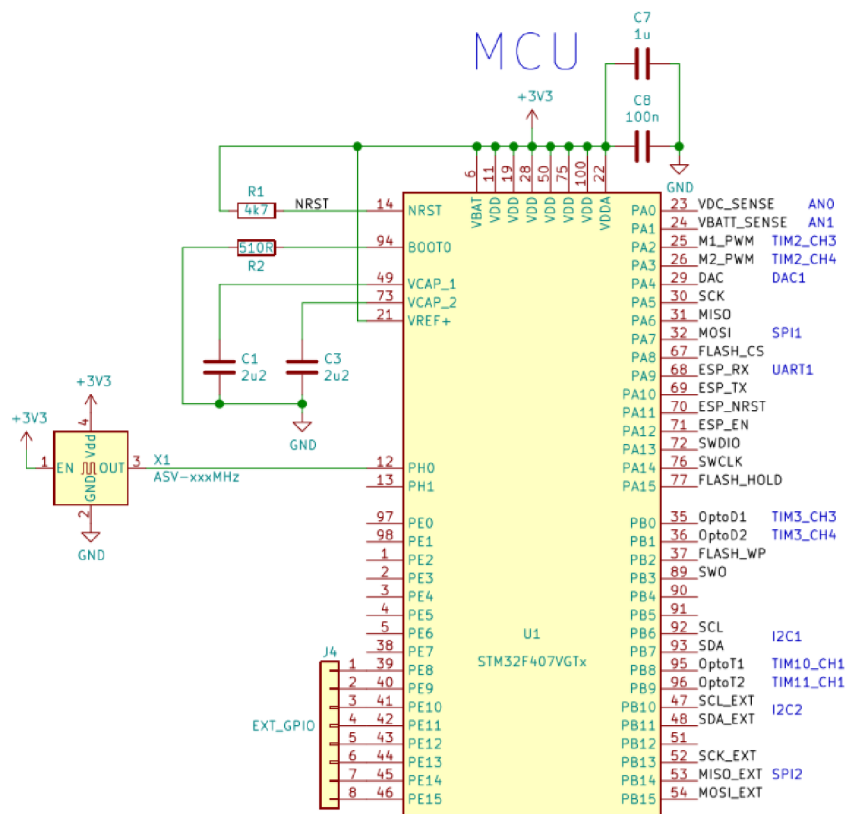 MCU
C7
1u
C8
100n
+3V3
GND
6 11 19 28 50 75 100 22
VBAT VDD VDD VDD VDD VDD VDD VDDA
R1
4k7
NRST
14 NRST
510R
R2
94 BOOT0
49 VCAP_1
73 VCAP_2
21 VREF+
C1
2u2
C3
2u2
GND
+3V3
+3V3
4
Vdd
1 EN OUT 3
GND
2
GND
X1
ASV-xxxMHz
12 PH0
13 PH1
97 PE0
98 PE1
1 PE2
2 PE3
3 PE4
4 PE5
5 PE6
38 PE7
J4
EXT_GPIO
1 39 PE8
2 40 PE9
3 41 PE10
4 42 PE11
5 43 PE12
6 44 PE13
7 45 PE14
8 46 PE15
U1
STM32F407VGTx
PA0 23 VDC_SENSE AN0
PA1 24 VBATT_SENSE AN1
PA2 25 M1_PWM TIM2_CH3
PA3 26 M2_PWM TIM2_CH4
PA4 29 DAC DAC1
PA5 30 SCK
PA6 31 MISO
PA7 32 MOSI SPI1
PA8 67 FLASH_CS
PA9 68 ESP_RX UART1
PA10 69 ESP_TX
PA11 70 ESP_NRST
PA12 71 ESP_EN
PA13 72 SWDIO
PA14 76 SWCLK
PA15 77 FLASH_HOLD
PB0 35 OptoD1 TIM3_CH3
PB1 36 OptoD2 TIM3_CH4
PB2 37 FLASH_WP
PB3 89 SWO
PB4 90
PB5 91
PB6 92 SCL
I2C1
PB7 93 SDA
PB8 95 OptoT1 TIM10_CH1
PB9 96 OptoT2 TIM11_CH1
PB10 47 SCL_EXT
I2C2
PB11 48 SDA_EXT
PB12 51
PB13 52 SCK_EXT
PB14 53 MISO_EXT SPI2
PB15 54 MOSI_EXT